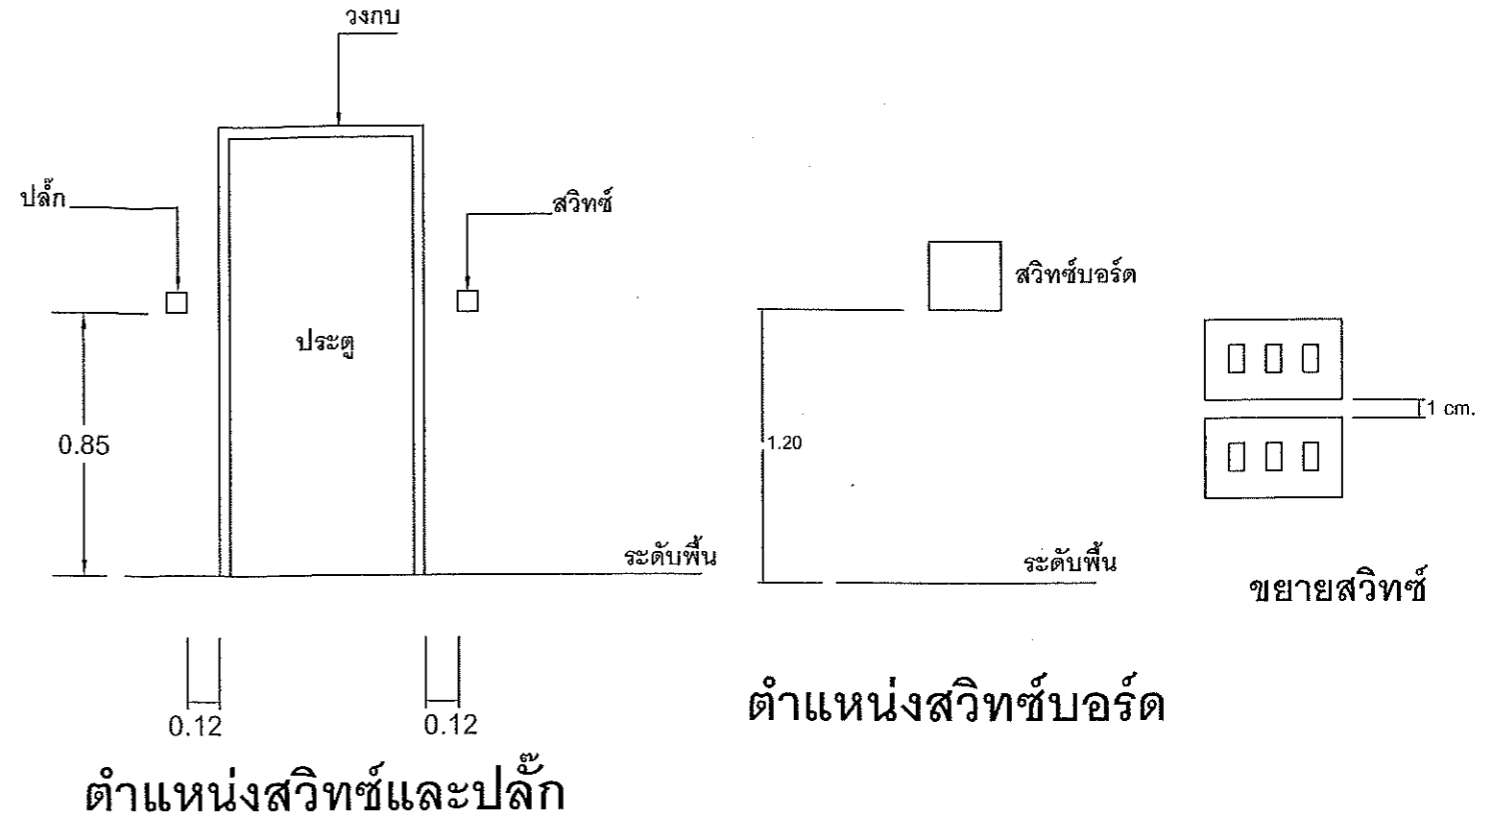 วงกบ
ปลั๊ก
สวิทซ์
ประตู
0.85
ระดับพื้น
0.12
0.12
ตำแหน่งสวิทซ์และปลั๊ก
สวิทซ์บอร์ด
1.20
ระดับพื้น
ตำแหน่งสวิทซ์บอร์ด
1 cm.
ขยายสวิทซ์